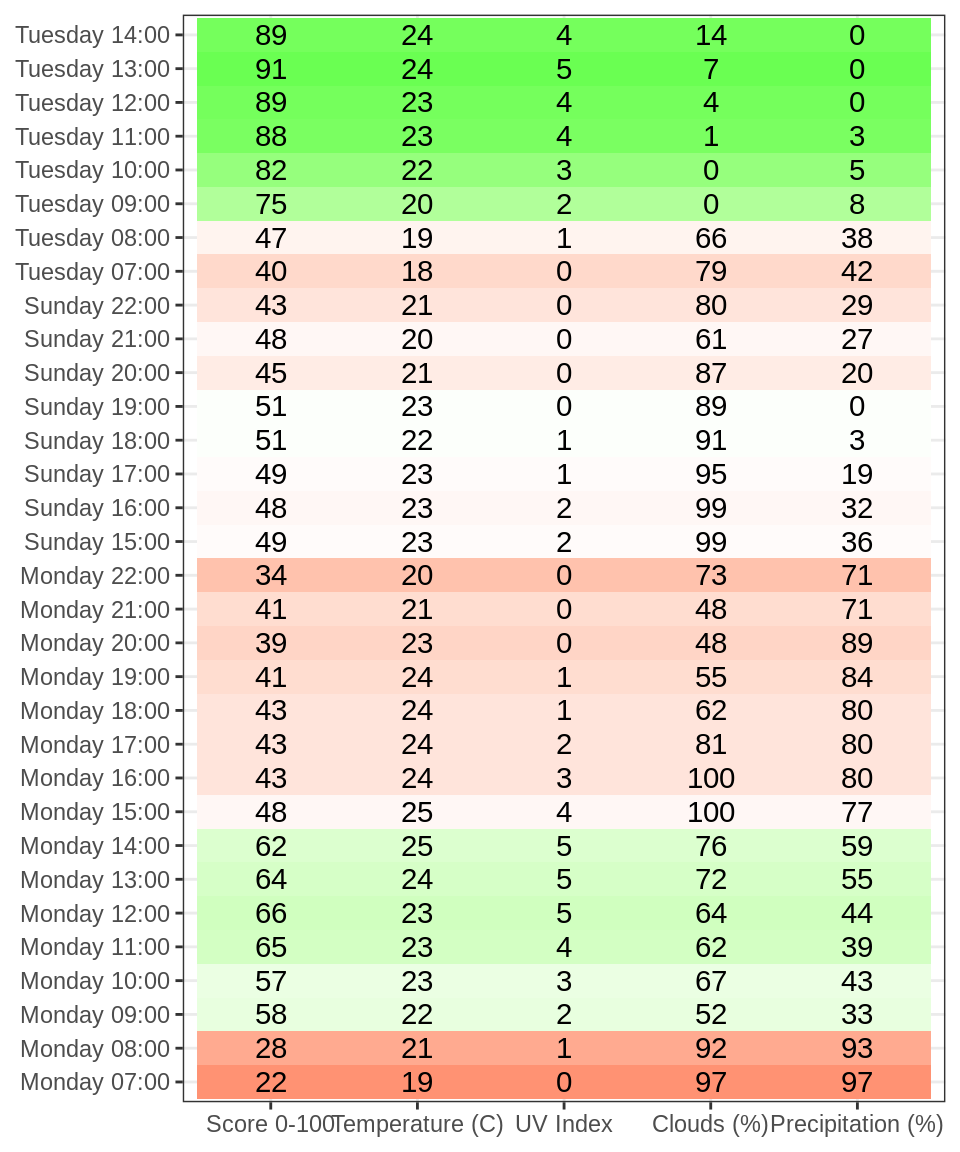 Tuesday 14:00 89 24 4 14 0
Tuesday 13:00 91 24 5 7 0
Tuesday 12:00 89 23 4 4 0
Tuesday 11:00 88 23 4 1 3
Tuesday 10:00 82 22 3 0 5
Tuesday 09:00 75 20 2 0 8
Tuesday 08:00 47 19 1 66 38
Tuesday 07:00 40 18 0 79 42
Sunday 22:00 43 21 0 80 29
Sunday 21:00 48 20 0 61 27
Sunday 20:00 45 21 0 87 20
Sunday 19:00 51 23 0 89 0
Sunday 18:00 51 22 1 91 3
Sunday 17:00 49 23 1 95 19
Sunday 16:00 48 23 2 99 32
Sunday 15:00 49 23 2 99 36
Monday 22:00 34 20 0 73 71
Monday 21:00 41 21 0 48 71
Monday 20:00 39 23 0 48 89
Monday 19:00 41 24 1 55 84
Monday 18:00 43 24 1 62 80
Monday 17:00 43 24 2 81 80
Monday 16:00 43 24 3 100 80
Monday 15:00 48 25 4 100 77
Monday 14:00 62 25 5 76 59
Monday 13:00 64 24 5 72 55
Monday 12:00 66 23 5 64 44
Monday 11:00 65 23 4 62 39
Monday 10:00 57 23 3 67 43
Monday 09:00 58 22 2 52 33
Monday 08:00 28 21 1 92 93
Monday 07:00 22 19 0 97 97
Score 0-100 Temperature (C) UV Index Clouds (%) Precipitation (%)